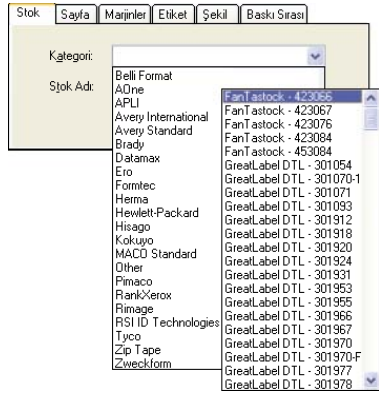 Stok Sayfa Marjinler Etiket Şekil Baskı Sırası
Kategori:
Stok Adı:
Belli Format
AOne
APLI
Avery International
Avery Standard
Brady
Datamax
Ero
Formtec
Herma
Hewlett-Packard
Hisago
Kokuyo
MACO Standard
Other
Pimaco
RankXerox
Rimage
RSI ID Technologies
Tyco
Zip Tape
Zweckform
FanTastock - 423066
FanTastock - 423067
FanTastock - 423076
FanTastock - 423084
FanTastock - 453084
GreatLabel DTL - 301054
GreatLabel DTL - 301070-1
GreatLabel DTL - 301071
GreatLabel DTL - 301093
GreatLabel DTL - 301912
GreatLabel DTL - 301918
GreatLabel DTL - 301920
GreatLabel DTL - 301924
GreatLabel DTL - 301931
GreatLabel DTL - 301953
GreatLabel DTL - 301955
GreatLabel DTL - 301966
GreatLabel DTL - 301967
GreatLabel DTL - 301970
GreatLabel DTL - 301970-F
GreatLabel DTL - 301977
GreatLabel DTL - 301978